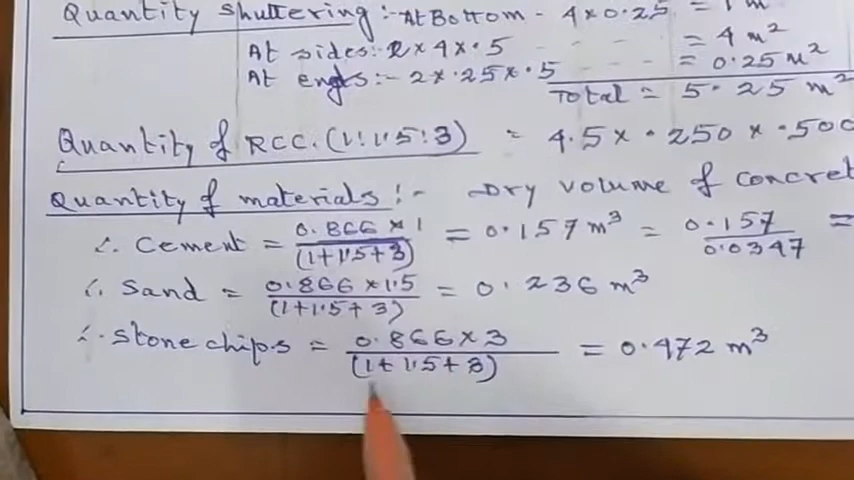 Quantity Shuttering :- At Bottom - 4 x 0.25 = 1 m²
At sides:- 2 x 4 x .5 - - - = 4 m²
At ends:- 2 x .25 x .5 - - - = 0.25 m²
Total = 5.25 m²
Quantity of RCC. (1:1.5:3) = 4.5 x .250 x .500
Quantity of materials :- Dry volume of concret
∴ Cement = 0.866 x 1 / (1+1.5+3) = 0.157 m³ = 0.157 / 0.0347 =
∴ Sand = 0.866 x 1.5 / (1+1.5+3) = 0.236 m³
∴ Stone chips = 0.866 x 3 / (1+1.5+3) = 0.472 m³